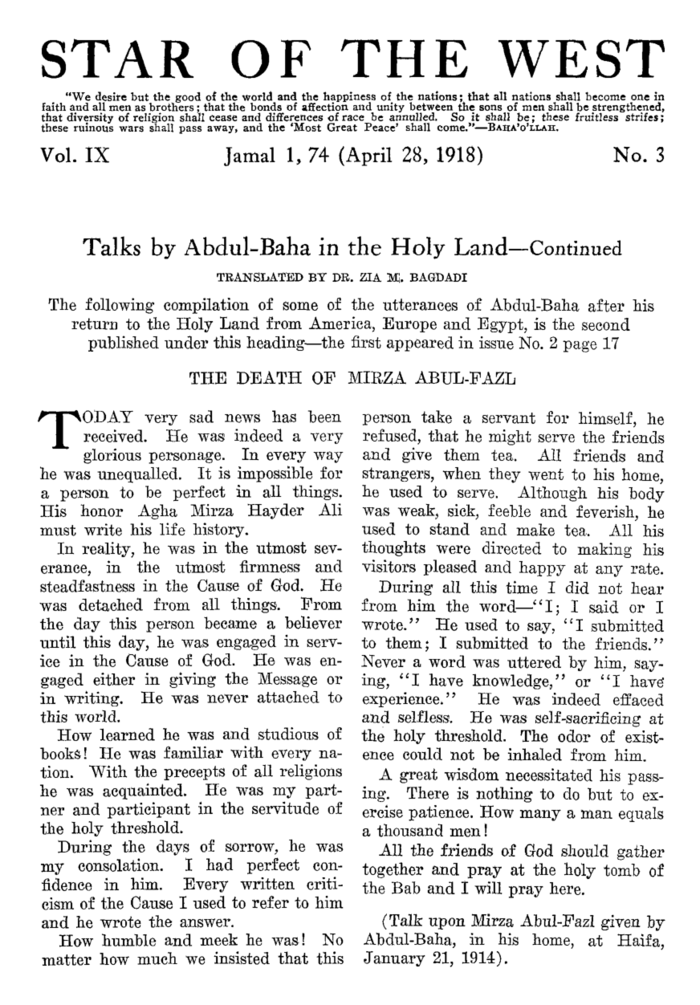 STAR OF THE WEST
"We desire but the good of the world and the happiness of the nations; that all nations shall become one in
faith and all men as brothers; that the bonds of affection and unity between the sons of men shall be strengthened,
that diversity of religion shall cease and differences of race be annulled. So it shall be; these fruitless strifes;
these ruinous wars shall pass away, and the 'Most Great Peace' shall come."—BAHA'O'LLAH.
Vol. IX Jamal 1, 74 (April 28, 1918) No. 3
Talks by Abdul-Baha in the Holy Land—Continued
TRANSLATED BY DR. ZIA M. BAGDADI
The following compilation of some of the utterances of Abdul-Baha after his
return to the Holy Land from America, Europe and Egypt, is the second
published under this heading—the first appeared in issue No. 2 page 17
THE DEATH OF MIRZA ABUL-FAZL
TODAY very sad news has been
received. He was indeed a very
glorious personage. In every way
he was unequalled. It is impossible for
a person to be perfect in all things.
His honor Agha Mirza Hayder Ali
must write his life history.
In reality, he was in the utmost sev-
erance, in the utmost firmness and
steadfastness in the Cause of God. He
was detached from all things. From
the day this person became a believer
until this day, he was engaged in serv-
ice in the Cause of God. He was en-
gaged either in giving the Message or
in writing. He was never attached to
this world.
How learned he was and studious of
books! He was familiar with every na-
tion. With the precepts of all religions
he was acquainted. He was my part-
ner and participant in the servitude of
the holy threshold.
During the days of sorrow, he was
my consolation. I had perfect con-
fidence in him. Every written criti-
cism of the Cause I used to refer to him
and he wrote the answer.
How humble and meek he was! No
matter how much we insisted that this
person take a servant for himself, he
refused, that he might serve the friends
and give them tea. All friends and
strangers, when they went to his home,
he used to serve. Although his body
was weak, sick, feeble and feverish, he
used to stand and make tea. All his
thoughts were directed to making his
visitors pleased and happy at any rate.
During all this time I did not hear
from him the word—"I; I said or I
wrote." He used to say, "I submitted
to them; I submitted to the friends."
Never a word was uttered by him, say-
ing, "I have knowledge," or "I have
experience." He was indeed effaced
and selfless. He was self-sacrificing at
the holy threshold. The odor of exist-
ence could not be inhaled from him.
A great wisdom necessitated his pass-
ing. There is nothing to do but to ex-
ercise patience. How many a man equals
a thousand men!
All the friends of God should gather
together and pray at the holy tomb of
the Bab and I will pray here.
(Talk upon Mirza Abul-Fazl given by
Abdul-Baha, in his home, at Haifa,
January 21, 1914).